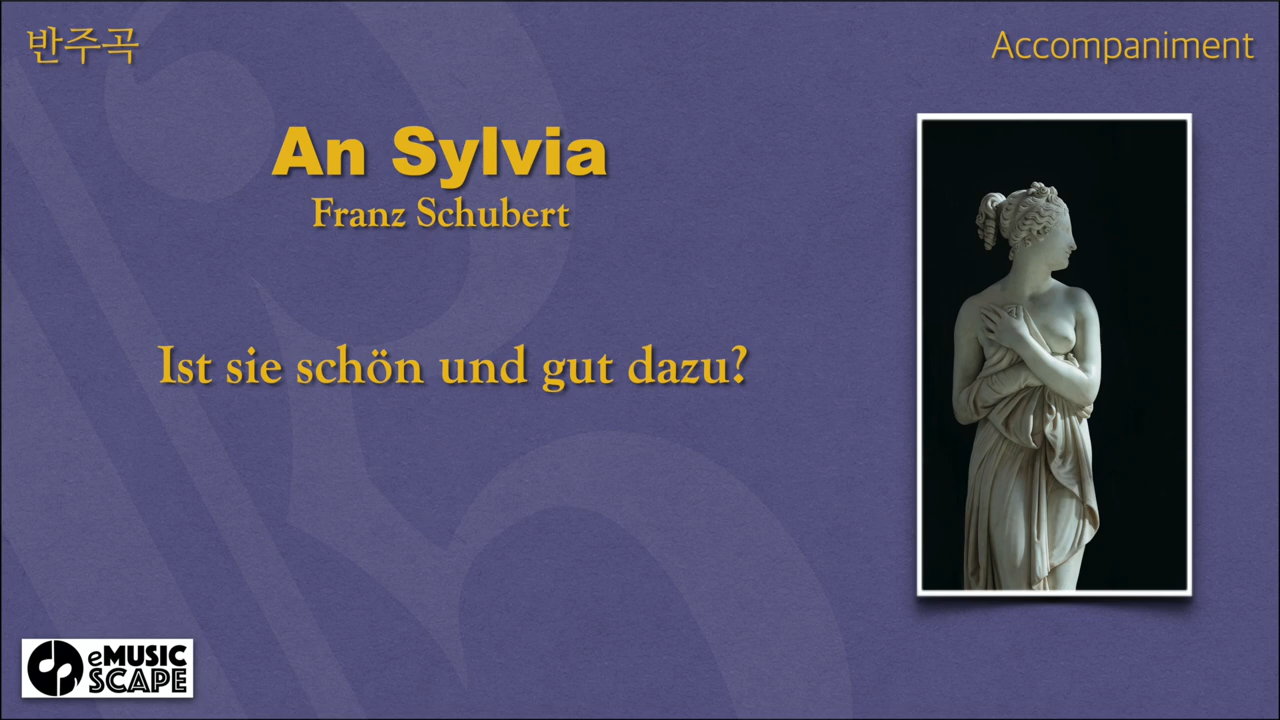 반주곡
Accompaniment
An Sylvia
Franz Schubert
Ist sie schön und gut dazu?
eMUSIC
SCAPE